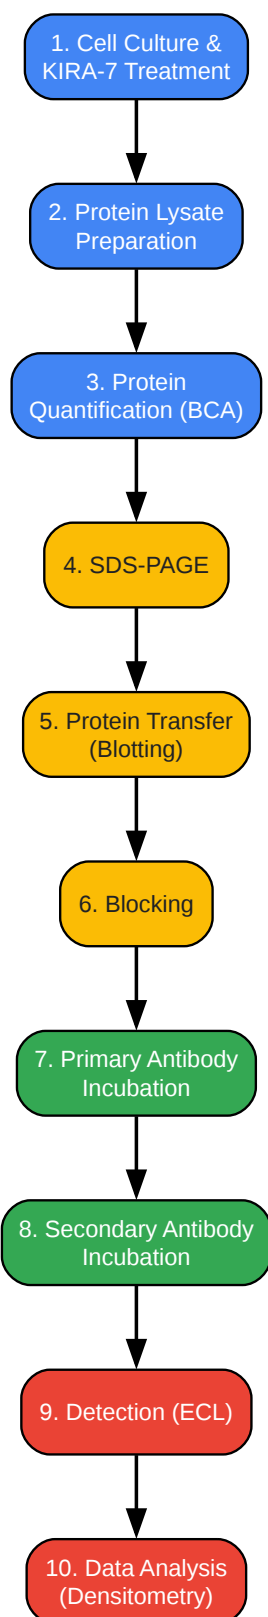 1. Cell Culture &
KIRA-7 Treatment
2. Protein Lysate
Preparation
3. Protein
Quantification (BCA)
4. SDS-PAGE
5. Protein Transfer
(Blotting)
6. Blocking
7. Primary Antibody
Incubation
8. Secondary Antibody
Incubation
9. Detection (ECL)
10. Data Analysis
(Densitometry)